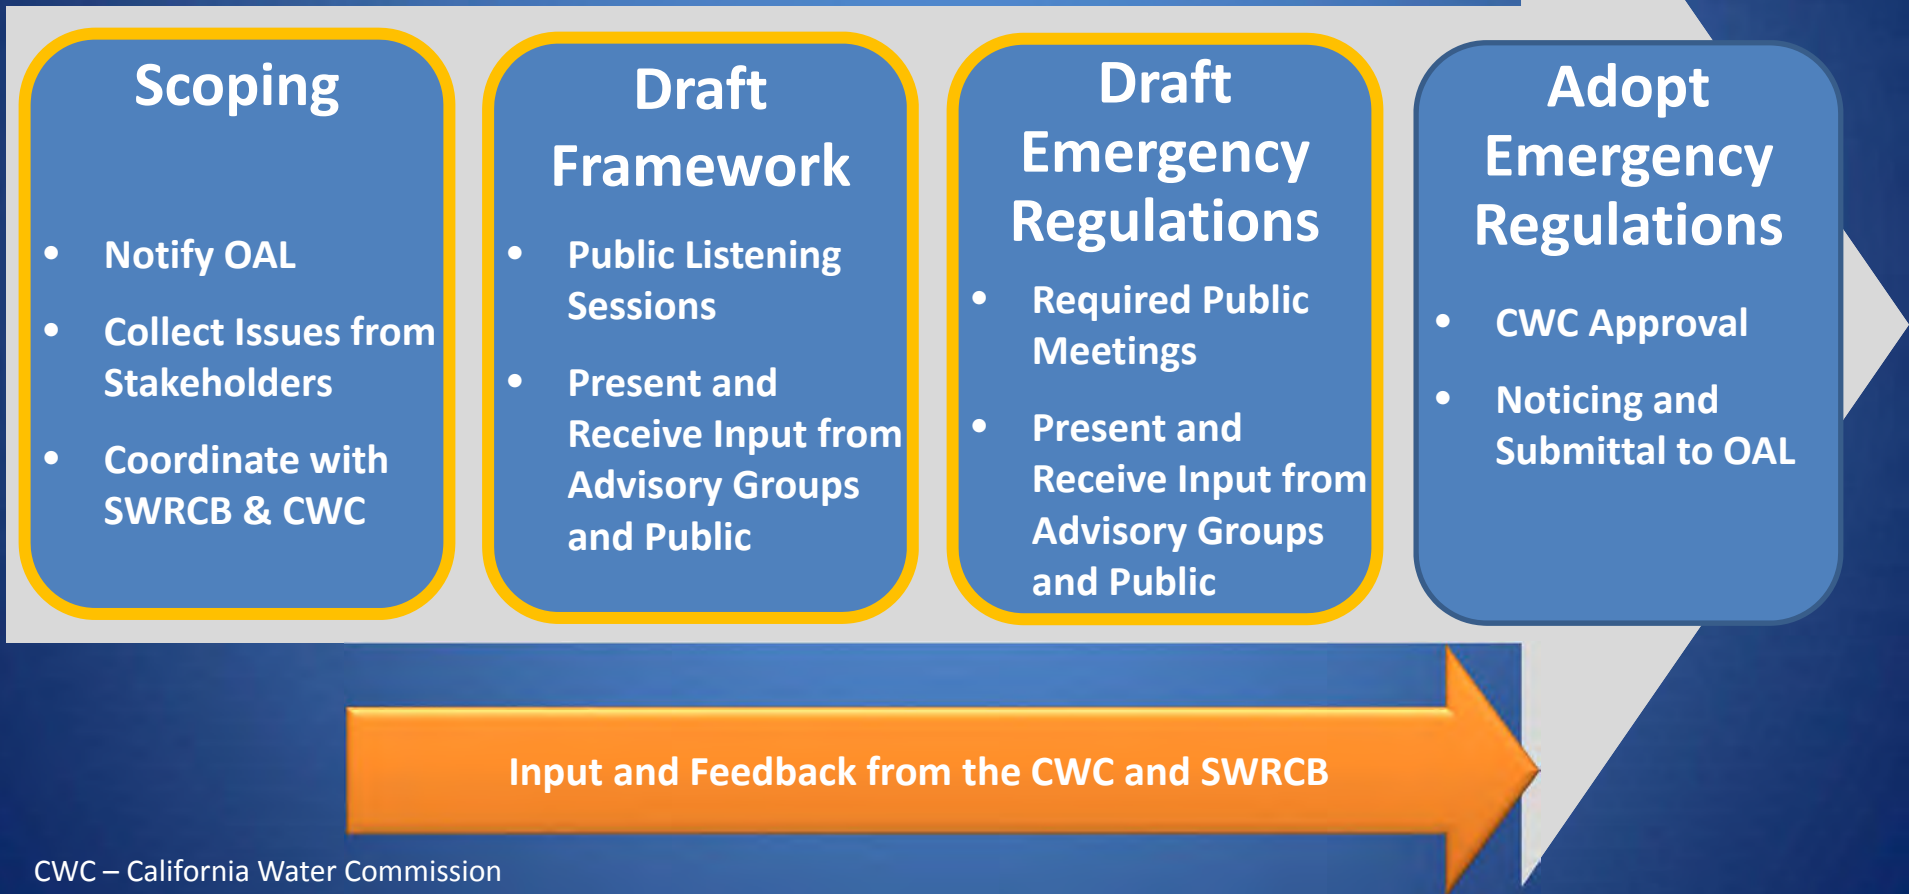 Scoping
• Notify OAL
• Collect Issues from
Stakeholders
• Coordinate with
SWRCB & CWC
Draft
Framework
• Public Listening
Sessions
• Present and
Receive Input from
Advisory Groups
and Public
Draft
Emergency
Regulations
• Required Public
Meetings
• Present and
Receive Input from
Advisory Groups
and Public
Adopt
Emergency
Regulations
• CWC Approval
• Noticing and
Submittal to OAL
Input and Feedback from the CWC and SWRCB
CWC – California Water Commission